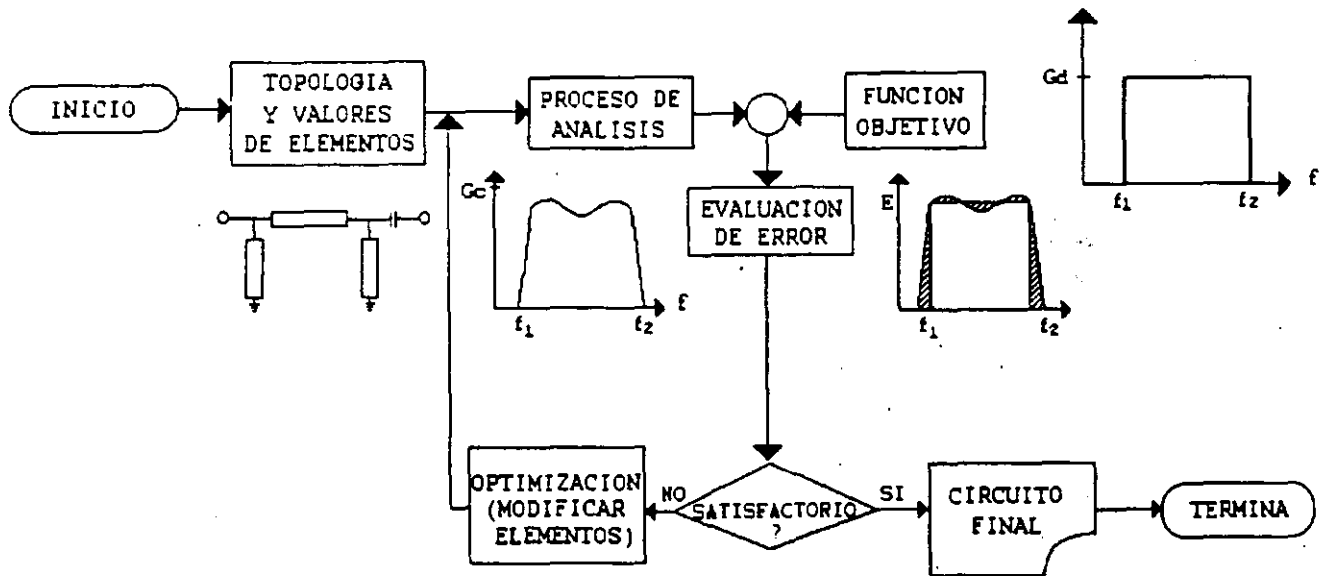 INICIO
TOPOLOGIA
Y VALORES
DE ELEMENTOS
PROCESO DE
ANALISIS
FUNCION
OBJETIVO
Gd
f1
f2
f
Gc
f1
f2
f
EVALUACION
DE ERROR
E
f1
f2
OPTIMIZACION
(MODIFICAR
ELEMENTOS)
NO
SATISFACTORIO
?
SI
CIRCUITO
FINAL
TERMINA